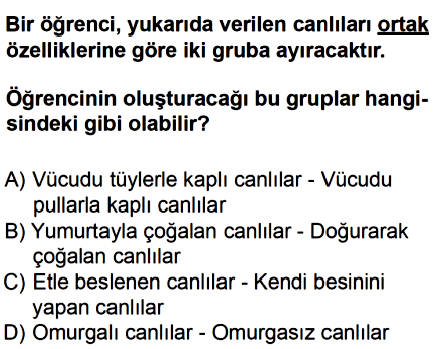 Bir öğrenci, yukarıda verilen canlıları ortak
özelliklerine göre iki gruba ayıracaktır.
Öğrencinin oluşturacağı bu gruplar hangi-
sindeki gibi olabilir?
A) Vücudu tüylerle kaplı canlılar - Vücudu
pullarla kaplı canlılar
B) Yumurtayla çoğalan canlılar - Doğurarak
çoğalan canlılar
C) Etle beslenen canlılar - Kendi besinini
yapan canlılar
D) Omurgalı canlılar - Omurgasız canlılar